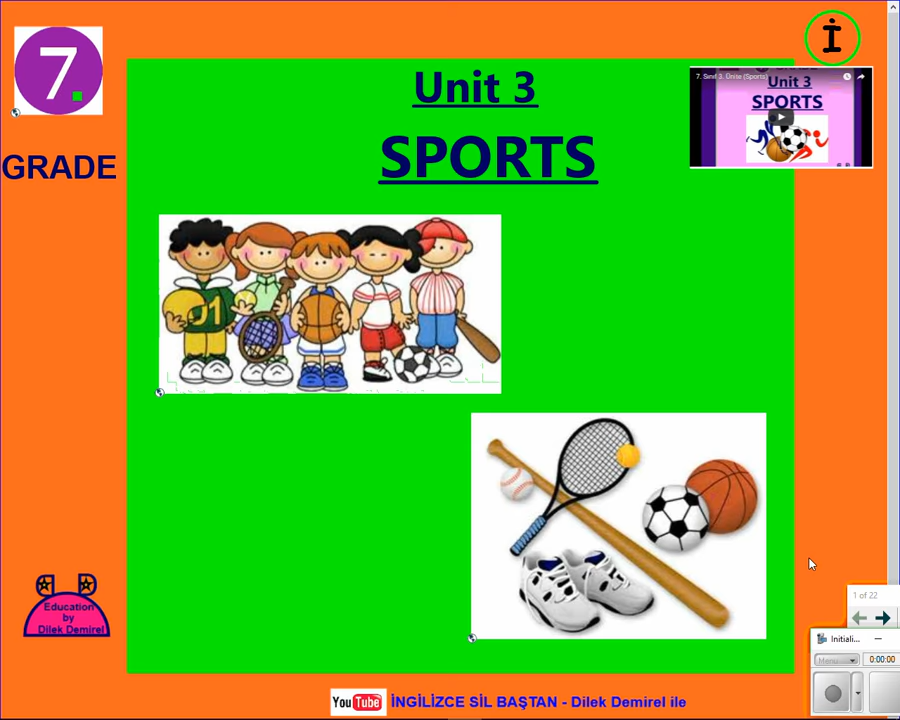 7.
GRADE
Unit 3
SPORTS
İ
7. Sınıf 3. Ünite (Sports)
Unit 3
SPORTS
01
Education
by
Dilek Demirel
1 of 22
Initiali...
Menu
0:00:00
YouTube İNGİLİZCE SİL BAŞTAN - Dilek Demirel ile